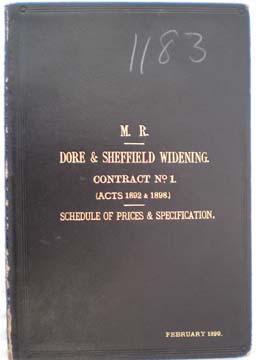 1183
M. R.
DORE & SHEFFIELD WIDENING.
CONTRACT No 1.
(ACTS 1892 & 1898.)
SCHEDULE OF PRICES & SPECIFICATION.
FEBRUARY 1899.